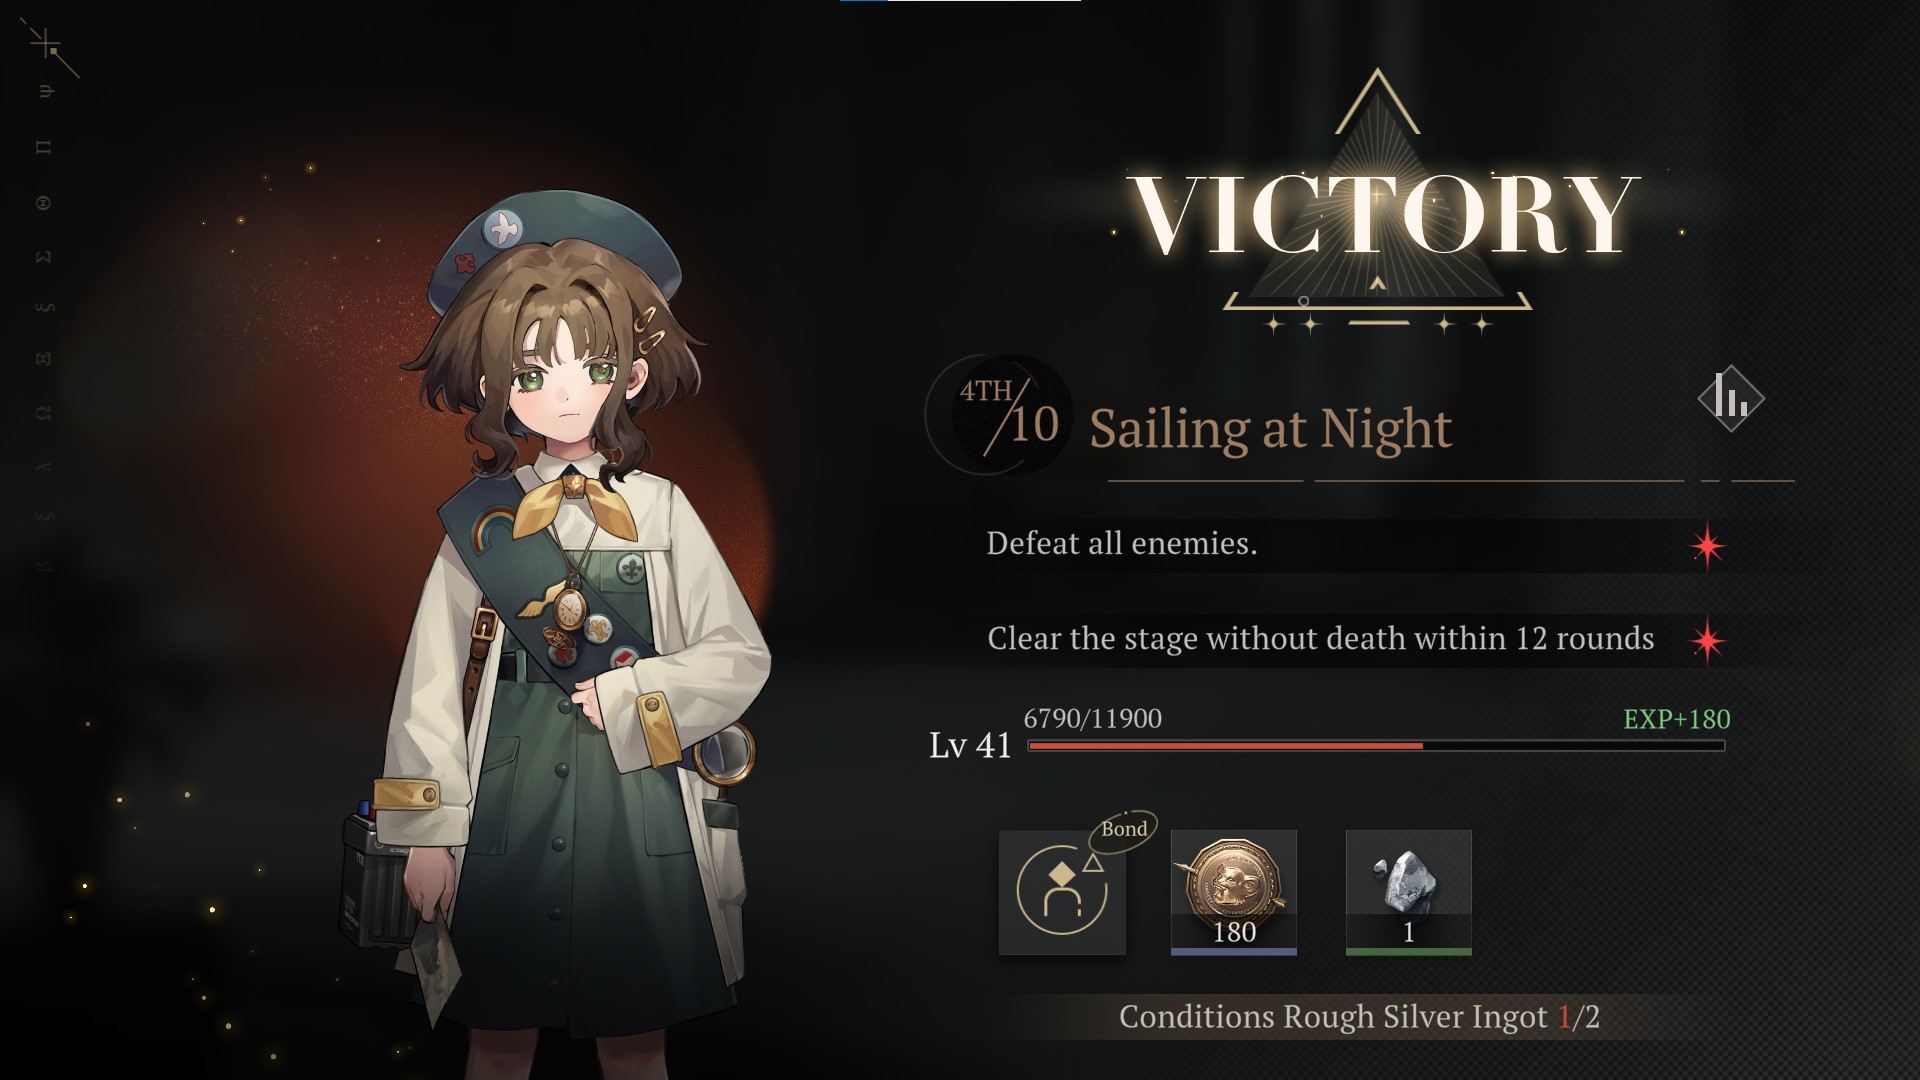 ψ
Π
Θ
Σ
ξ
Ξ
Ω
λ
ξ
β
VICTORY
4TH/10 Sailing at Night
Defeat all enemies.
Clear the stage without death within 12 rounds
6790/11900 EXP+180
Lv 41
Bond
180
1
Conditions Rough Silver Ingot 1/2